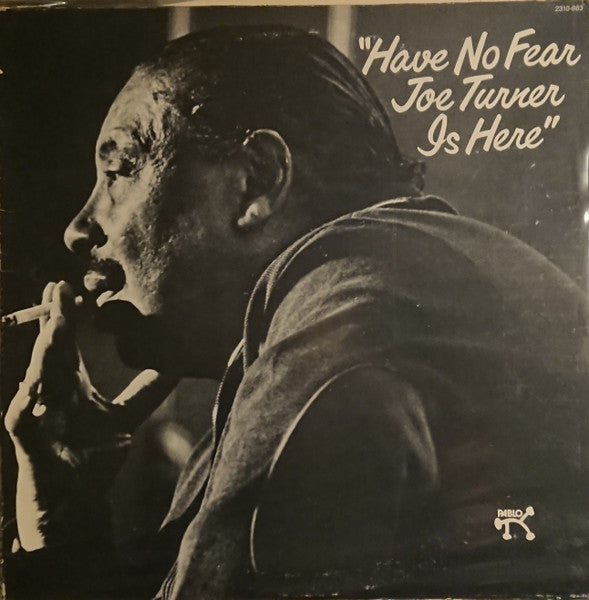 2310-863
"Have No Fear
Joe Turner
Is Here"
PABLO